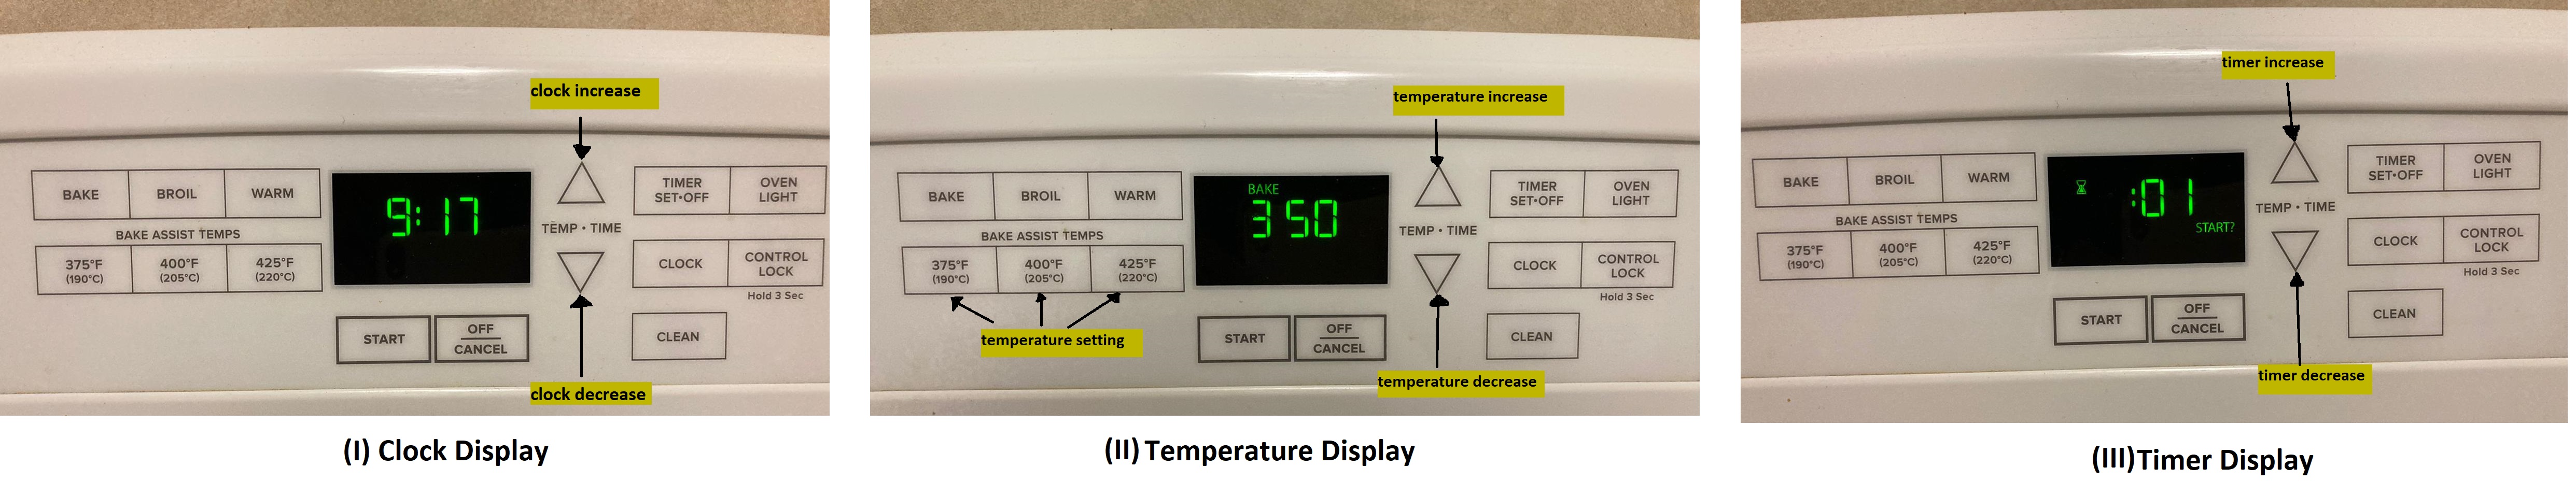 clock increase
BAKE BROIL WARM
BAKE ASSIST TEMPS
375°F 400°F 425°F
(190°C) (205°C) (220°C)
9:17
TEMP • TIME
TIMER SET•OFF
OVEN LIGHT
CLOCK
CONTROL LOCK
Hold 3 Sec
START
OFF
CANCEL
CLEAN
clock decrease
(I) Clock Display
temperature increase
BAKE BROIL WARM
BAKE ASSIST TEMPS
375°F 400°F 425°F
(190°C) (205°C) (220°C)
temperature setting
BAKE
350
TEMP • TIME
TIMER SET•OFF
OVEN LIGHT
CLOCK
CONTROL LOCK
Hold 3 Sec
START
OFF
CANCEL
CLEAN
temperature decrease
(II) Temperature Display
timer increase
BAKE BROIL WARM
BAKE ASSIST TEMPS
375°F 400°F 425°F
(190°C) (205°C) (220°C)
:01
START?
TEMP • TIME
TIMER SET•OFF
OVEN LIGHT
CLOCK
CONTROL LOCK
Hold 3 Sec
START
OFF
CANCEL
CLEAN
timer decrease
(III)Timer Display